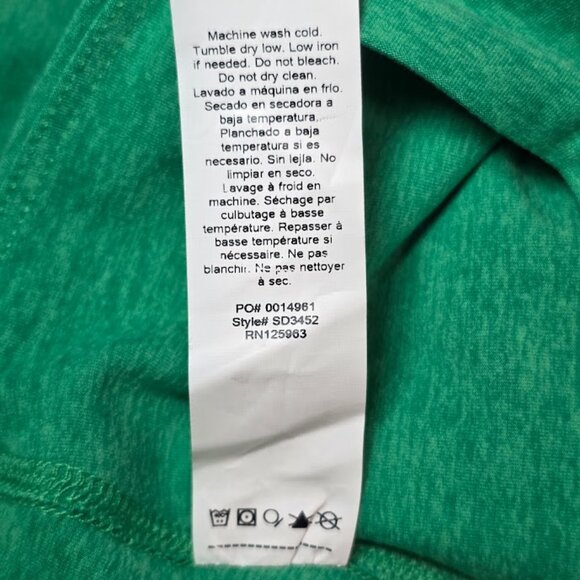 Machine wash cold.
Tumble dry low. Low iron
if needed. Do not bleach.
Do not dry clean.
Lavado a máquina en frío.
Secado en secadora a
baja temperatura.
Planchado a baja
temperatura si es
necesario. Sin lejía. No
limpiar en seco.
Lavage à froid en
machine. Séchage par
culbutage à basse
température. Repasser à
basse température si
nécessaire. Ne pas
blanchir. Ne pas nettoyer
à sec.
PO# 0014961
Style# SD3452
RN125963